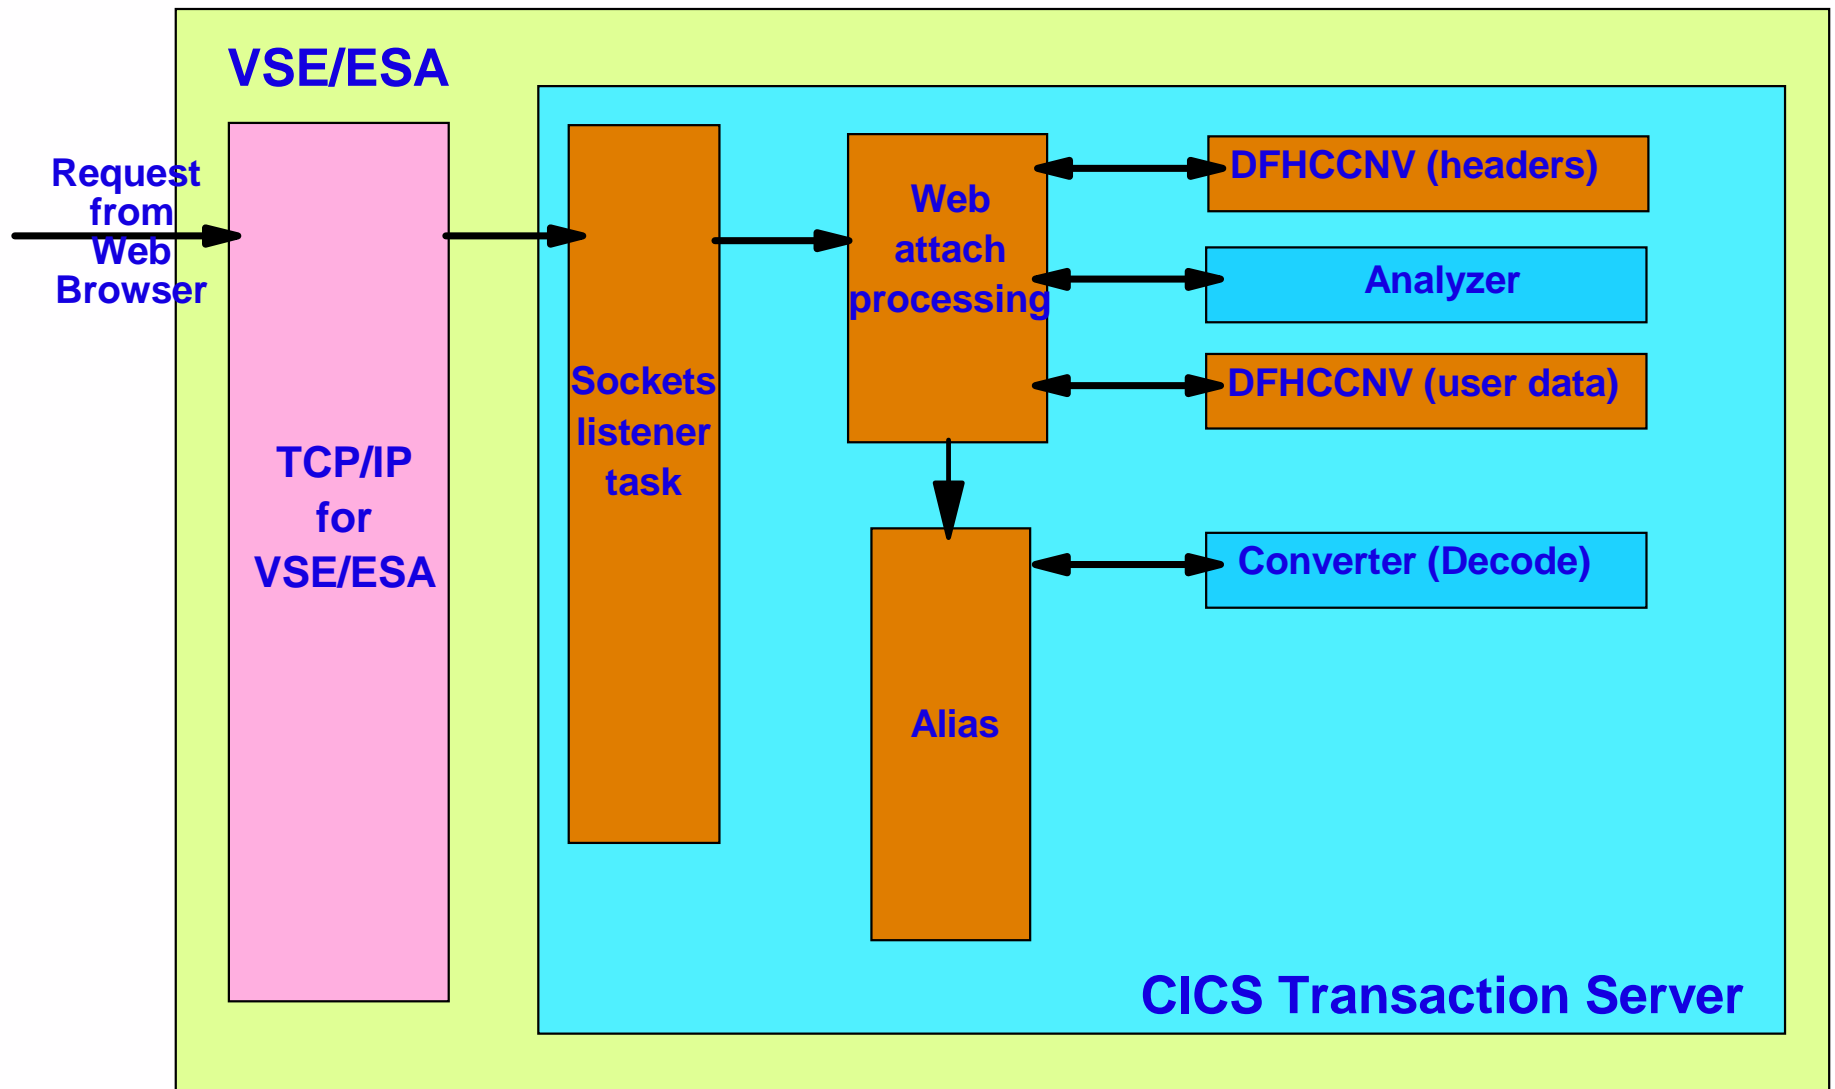 VSE/ESA
Request
from
Web
Browser
TCP/IP
for
VSE/ESA
Sockets
listener
task
Web
attach
processing
DFHCCNV (headers)
Analyzer
DFHCCNV (user data)
Alias
Converter (Decode)
CICS Transaction Server